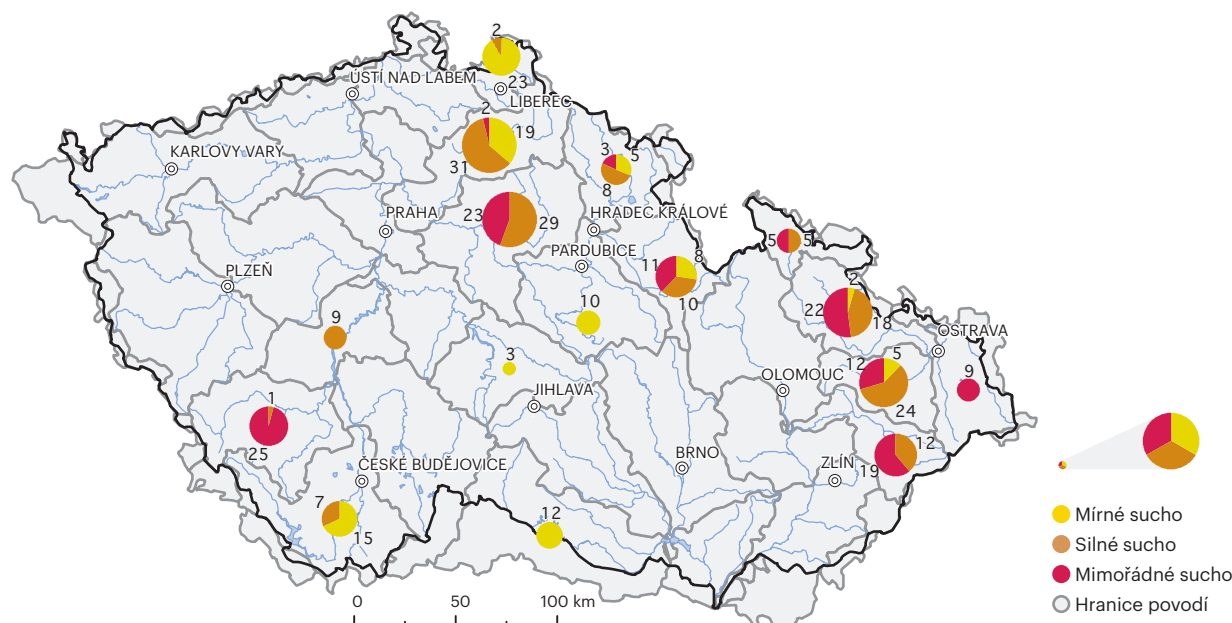 2
ÚSTÍ NAD LABEM
23
LIBEREC
2
19
KARLOVY VARY
3
5
31
8
PRAHA
23
29
HRADEC KRÁLOVÉ
5
5
PARDUBICE
11
8
PLZEŇ
10
2
22
18
10
9
OSTRAVA
3
12
5
OLOMOUC
9
JIHLAVA
1
24
25
BRNO
12
ČESKÉ BUDĚJOVICE
ZLÍN
19
7
15
12
Mírné sucho
Silné sucho
Mimořádné sucho
Hranice povodí
0 50 100 km